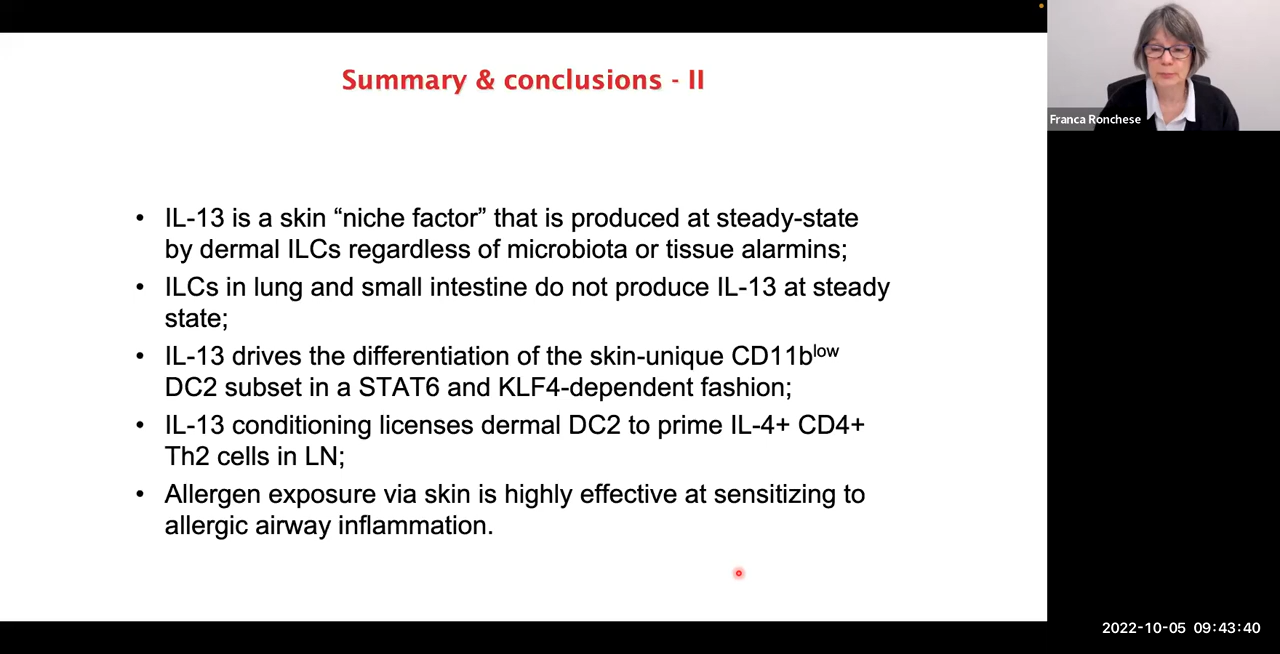 Summary & conclusions - II
Franca Ronchese
• IL-13 is a skin “niche factor” that is produced at steady-state
by dermal ILCs regardless of microbiota or tissue alarmins;
• ILCs in lung and small intestine do not produce IL-13 at steady
state;
• IL-13 drives the differentiation of the skin-unique CD11blow
DC2 subset in a STAT6 and KLF4-dependent fashion;
• IL-13 conditioning licenses dermal DC2 to prime IL-4+ CD4+
Th2 cells in LN;
• Allergen exposure via skin is highly effective at sensitizing to
allergic airway inflammation.
2022-10-05 09:43:40